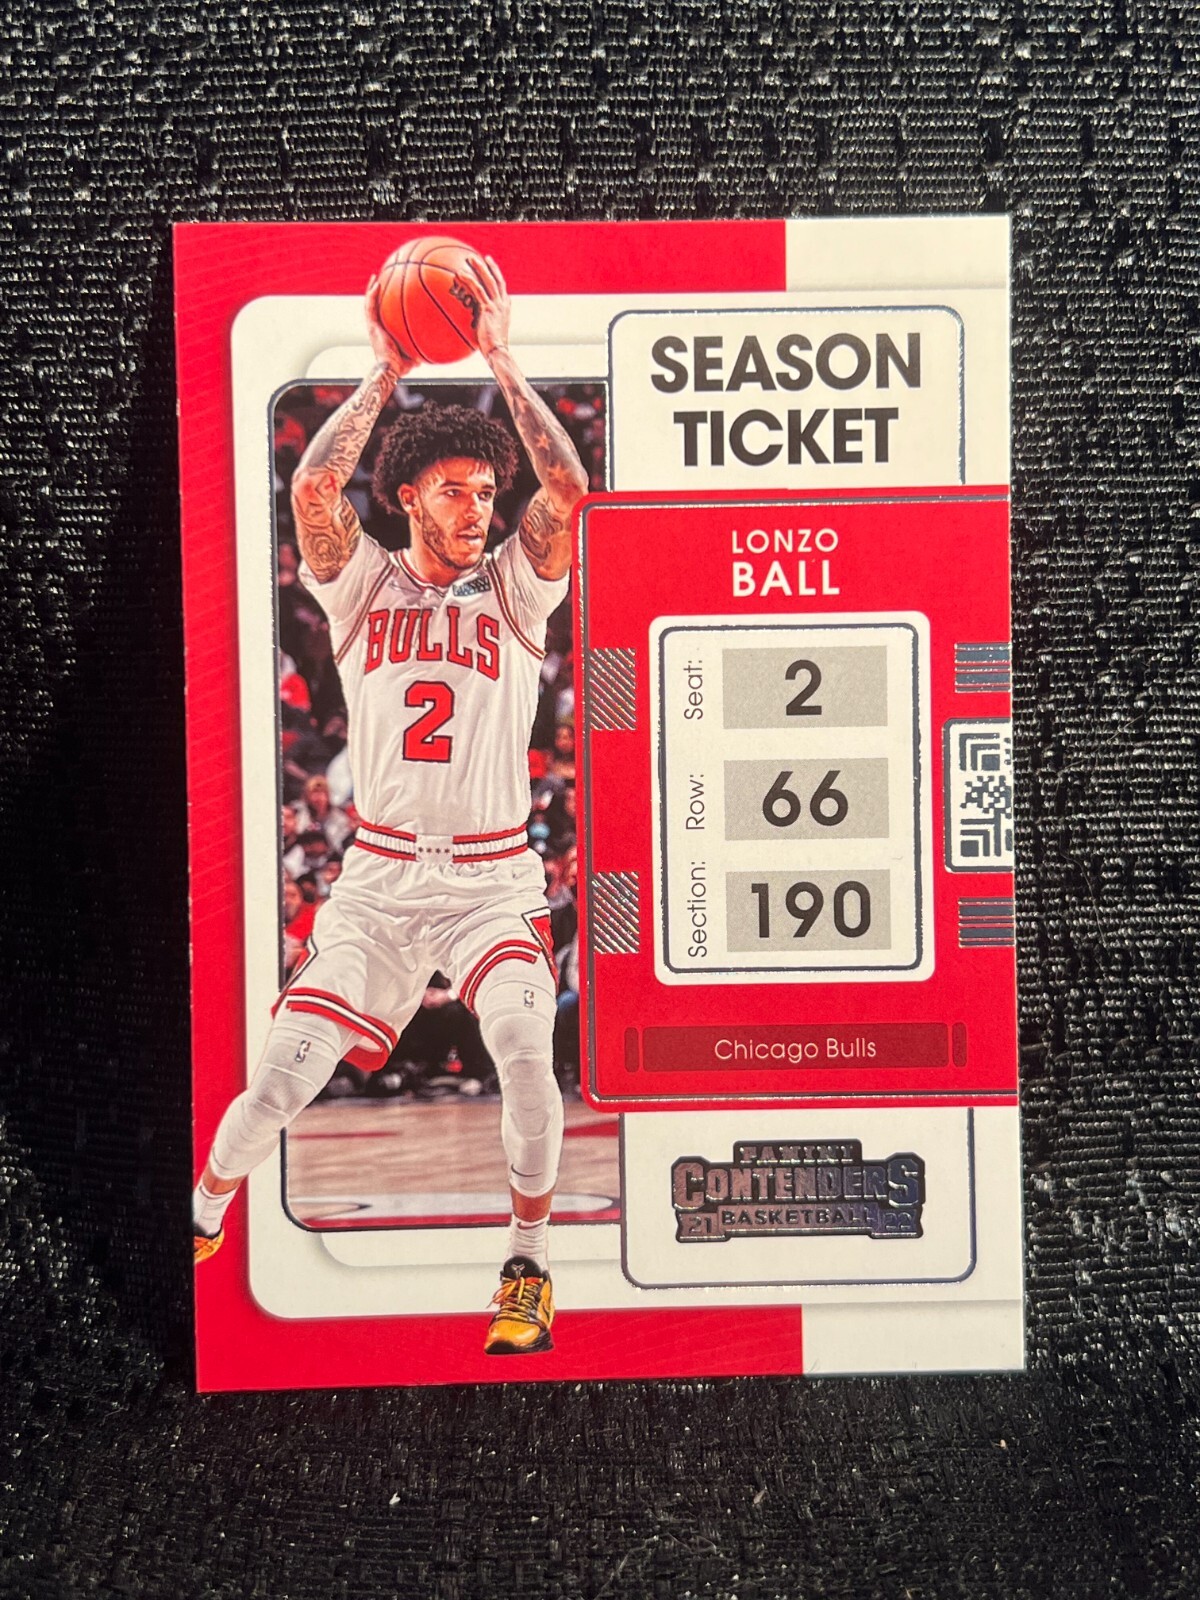 SEASON
TICKET
LONZO
BALL
Seat: 2
Row: 66
Section: 190
Chicago Bulls
BULLS
2
PANINI
CONTENDERS
21 BASKETBALL 22